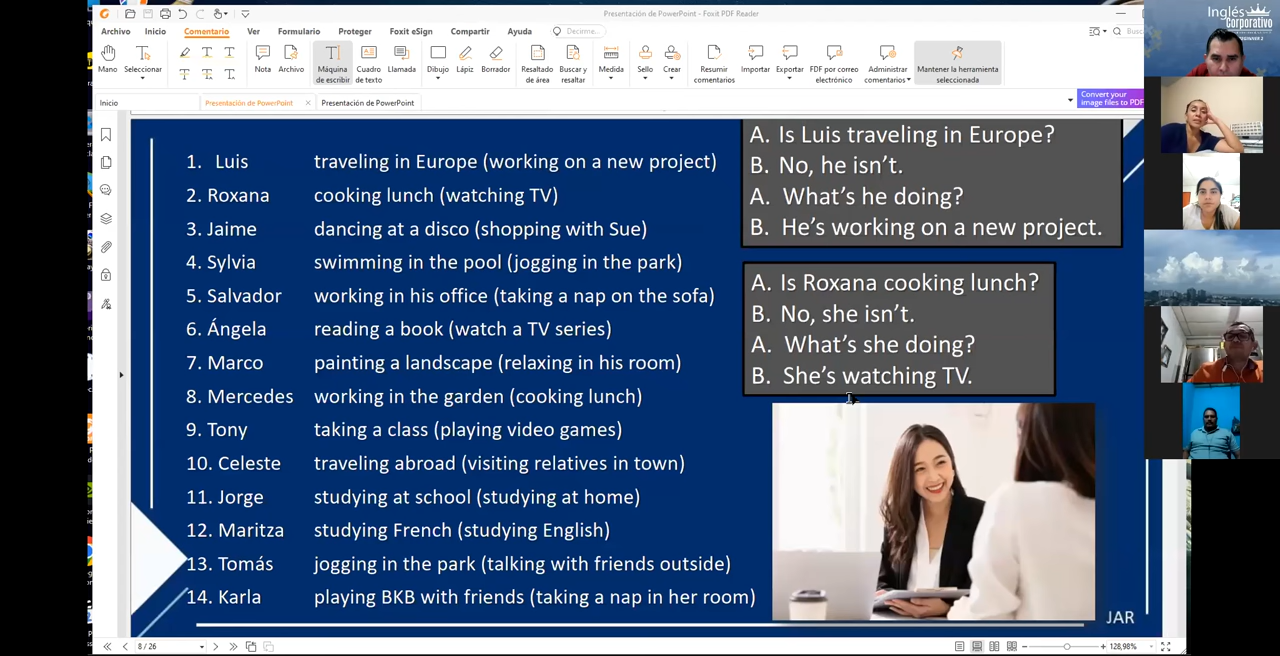 Presentación de PowerPoint - Foxit PDF Reader
Archivo Inicio Comentario Ver Formulario Proteger Foxit eSign Compartir Ayuda Decirme...
Mano Seleccionar Nota Archivo Máquina de escribir Cuadro de texto Llamada Dibujo Lápiz Borrador Resaltado de área Buscar y resaltar Medida Sello Crear Resumir comentarios Importar Exportar FDF por correo electrónico Administrar comentarios Mantener la herramienta seleccionada
Inicio Presentación de PowerPoint Presentación de PowerPoint
Convert your
image files to PDF
1. Luis traveling in Europe (working on a new project)
2. Roxana cooking lunch (watching TV)
3. Jaime dancing at a disco (shopping with Sue)
4. Sylvia swimming in the pool (jogging in the park)
5. Salvador working in his office (taking a nap on the sofa)
6. Ángela reading a book (watch a TV series)
7. Marco painting a landscape (relaxing in his room)
8. Mercedes working in the garden (cooking lunch)
9. Tony taking a class (playing video games)
10. Celeste traveling abroad (visiting relatives in town)
11. Jorge studying at school (studying at home)
12. Maritza studying French (studying English)
13. Tomás jogging in the park (talking with friends outside)
14. Karla playing BKB with friends (taking a nap in her room)
A. Is Luis traveling in Europe?
B. No, he isn't.
A. What's he doing?
B. He's working on a new project.
A. Is Roxana cooking lunch?
B. No, she isn't.
A. What's she doing?
B. She's watching TV.
JAR
8 / 26
128,98%
Inglés
Corporativo